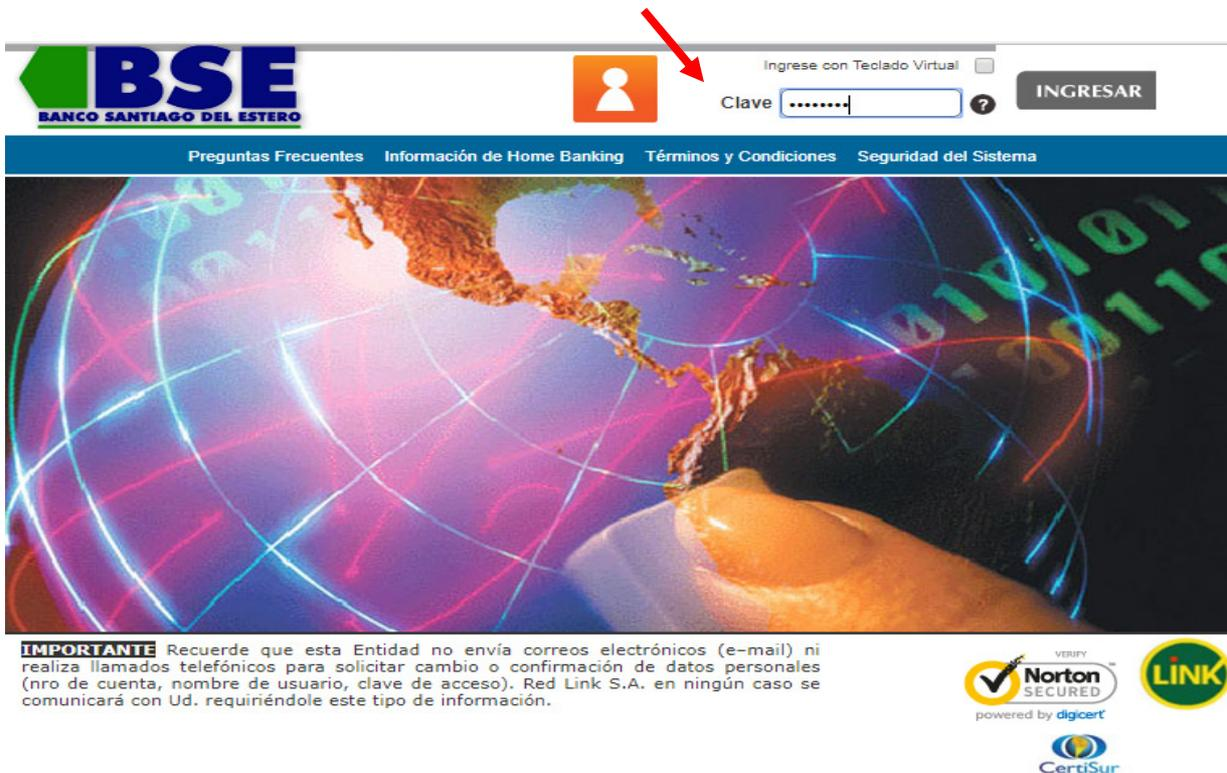 BSE
BANCO SANTIAGO DEL ESTERO
Ingrese con Teclado Virtual
Clave ••••••••
?
INGRESAR
Preguntas Frecuentes Información de Home Banking Términos y Condiciones Seguridad del Sistema
01011
0110
IMPORTANTE Recuerde que esta Entidad no envía correos electrónicos (e-mail) ni
realiza llamados telefónicos para solicitar cambio o confirmación de datos personales
(nro de cuenta, nombre de usuario, clave de acceso). Red Link S.A. en ningún caso se
comunicará con Ud. requiriéndole este tipo de información.
VERIFY
Norton
SECURED
powered by digicert
LINK
CertiSur